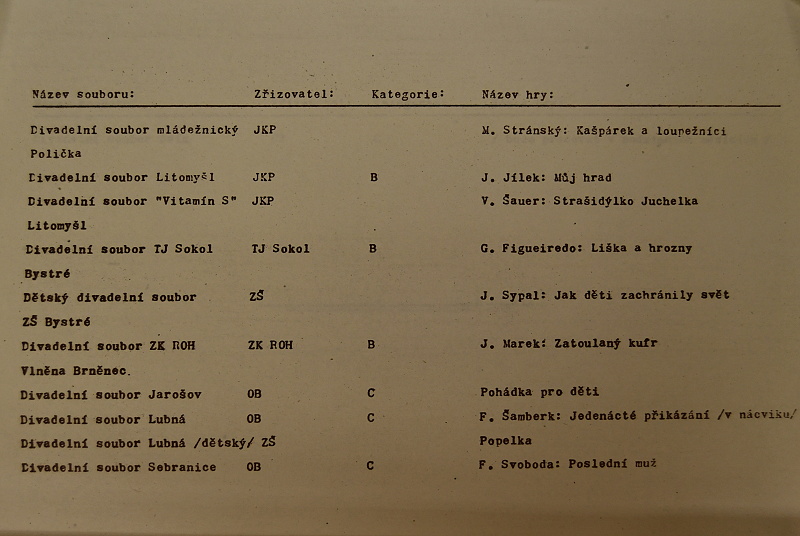 Název souboru: Zřizovatel: Kategorie: Název hry:
Divadelní soubor mládežnický JKP M. Stránský: Kašpárek a loupežníci
Polička
Divadelní soubor Litomyšl JKP B J. Jílek: Můj hrad
Divadelní soubor "Vitamín S" JKP V. Šauer: Strašidýlko Juchelka
Litomyšl
Divadelní soubor TJ Sokol TJ Sokol B G. Figueiredo: Liška a hrozny
Bystré
Dětský divadelní soubor ZŠ J. Sypal: Jak děti zachránily svět
ZŠ Bystré
Divadelní soubor ZK ROH ZK ROH B J. Marek: Zatoulaný kufr
Vlněna Brněnec.
Divadelní soubor Jarošov OB C Pohádka pro děti
Divadelní soubor Lubná OB C F. Šamberk: Jedenácté přikázání /v nácviku/
Divadelní soubor Lubná /dětský/ ZŠ Popelka
Divadelní soubor Sebranice OB C F. Svoboda: Poslední muž